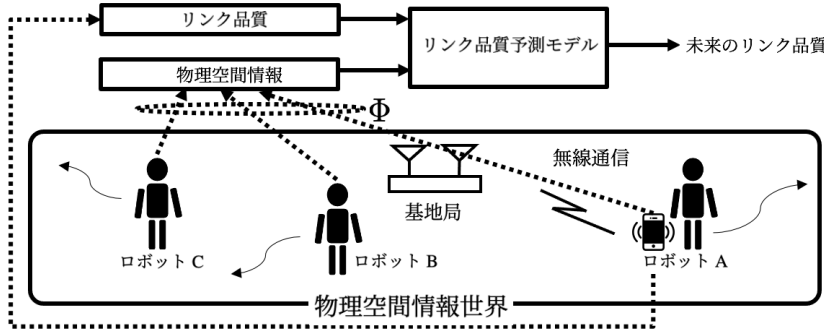 リンク品質
リンク品質予測モデル
未来のリンク品質
物理空間情報
Φ
無線通信
基地局
ロボット C
ロボット B
ロボット A
物理空間情報世界